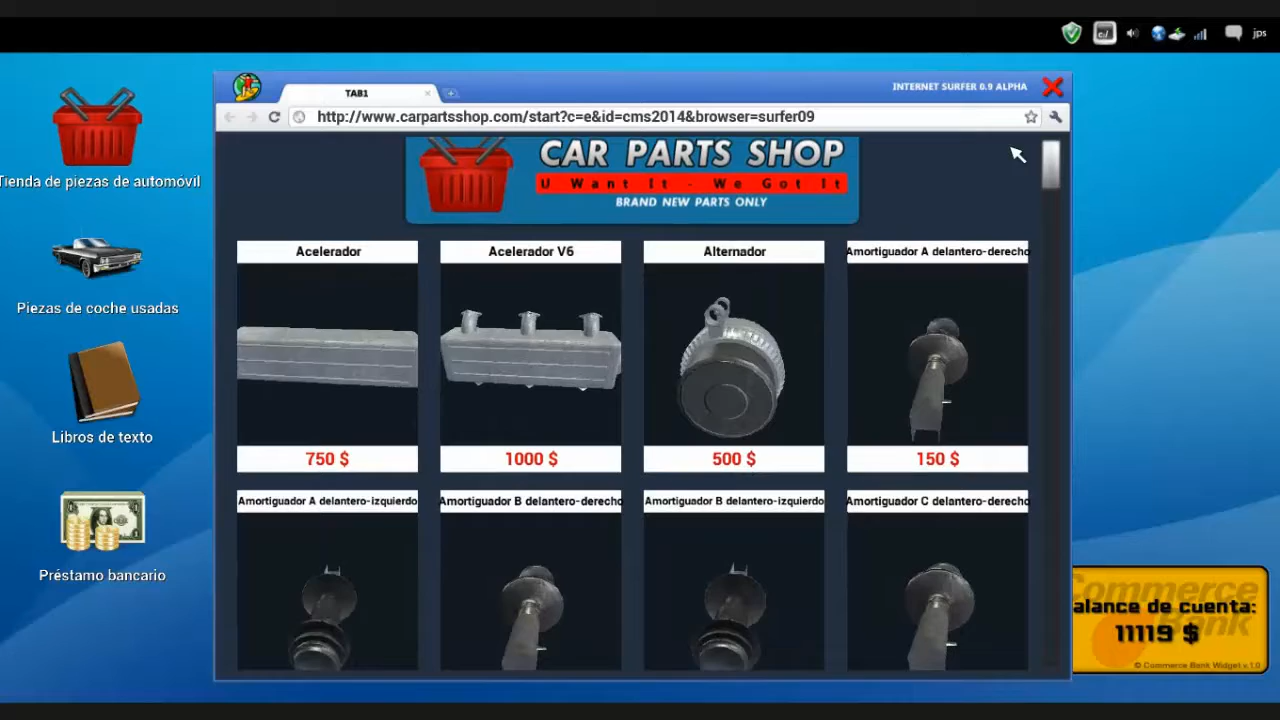 jps
TAB1
INTERNET SURFER 0.9 ALPHA
http://www.carpartsshop.com/start?c=e&id=cms2014&browser=surfer09
CAR PARTS SHOP
U Want It - We Got It
BRAND NEW PARTS ONLY
Tienda de piezas de automóvil
Piezas de coche usadas
Libros de texto
Préstamo bancario
Acelerador
Acelerador V6
Alternador
Amortiguador A delantero-derecho
750 $
1000 $
500 $
150 $
Amortiguador A delantero-izquierdo
Amortiguador B delantero-derecho
Amortiguador B delantero-izquierdo
Amortiguador C delantero-derecho
Commerce
Bank
alance de cuenta:
11119 $
© Commerce Bank Widget v.1.0